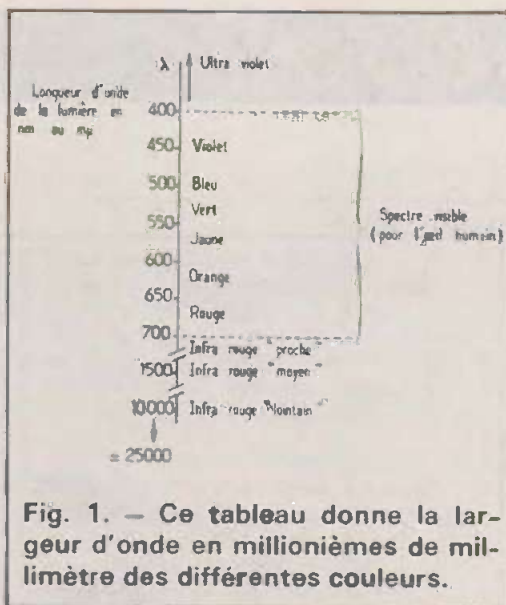 λ Ultra violet
Longueur d'onde
de la lumière en
nm ou mµ
400
450 Violet
500 Bleu
Vert
550
Jaune
600
Orange
650
Rouge
700
Spectre visible
(pour l'œil humain)
Infra rouge "proche"
1500 Infra rouge "moyen"
10000 Infra rouge "lointain"
± 25000
Fig. 1. — Ce tableau donne la lar-
geur d'onde en millionièmes de mil-
limètre des différentes couleurs.